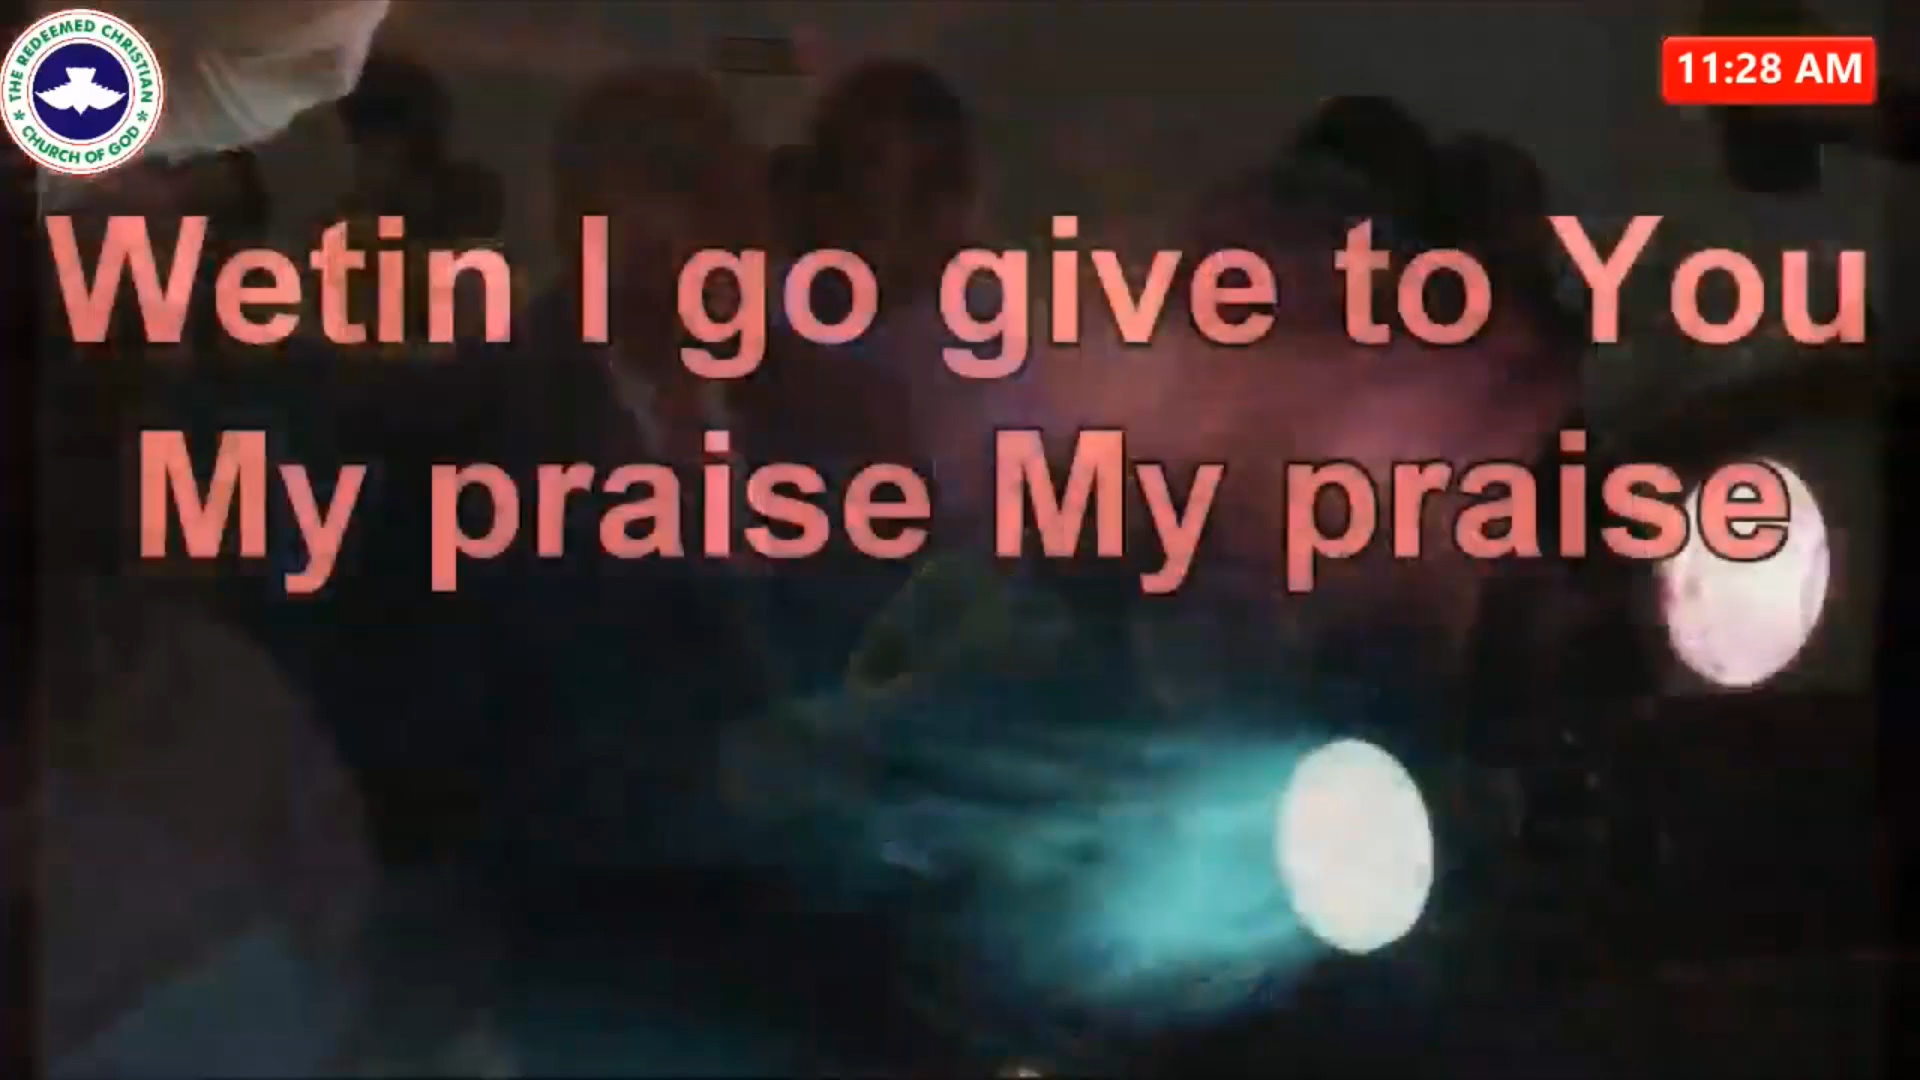 THE REDEEMED CHRISTIAN
CHURCH OF GOD
11:28 AM
Wetin I go give to You
My praise My praise